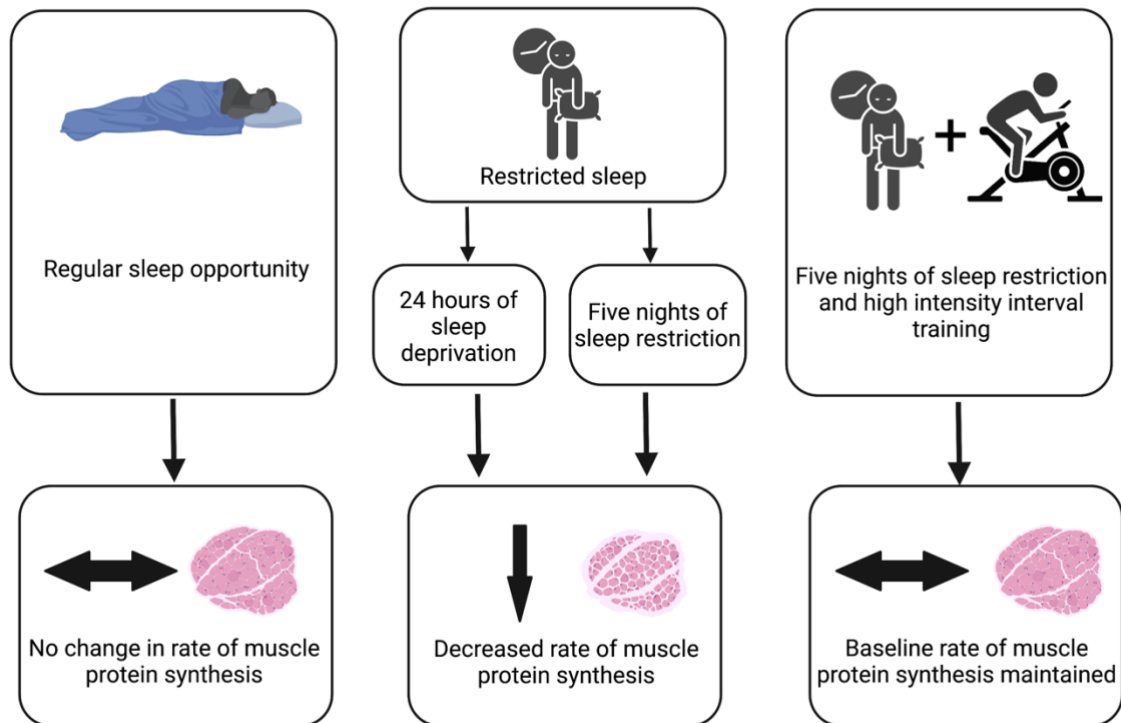 Regular sleep opportunity
Restricted sleep
24 hours of
sleep
deprivation
Five nights of
sleep restriction
Five nights of sleep restriction
and high intensity interval
training
No change in rate of muscle
protein synthesis
Decreased rate of muscle
protein synthesis
Baseline rate of muscle
protein synthesis maintained